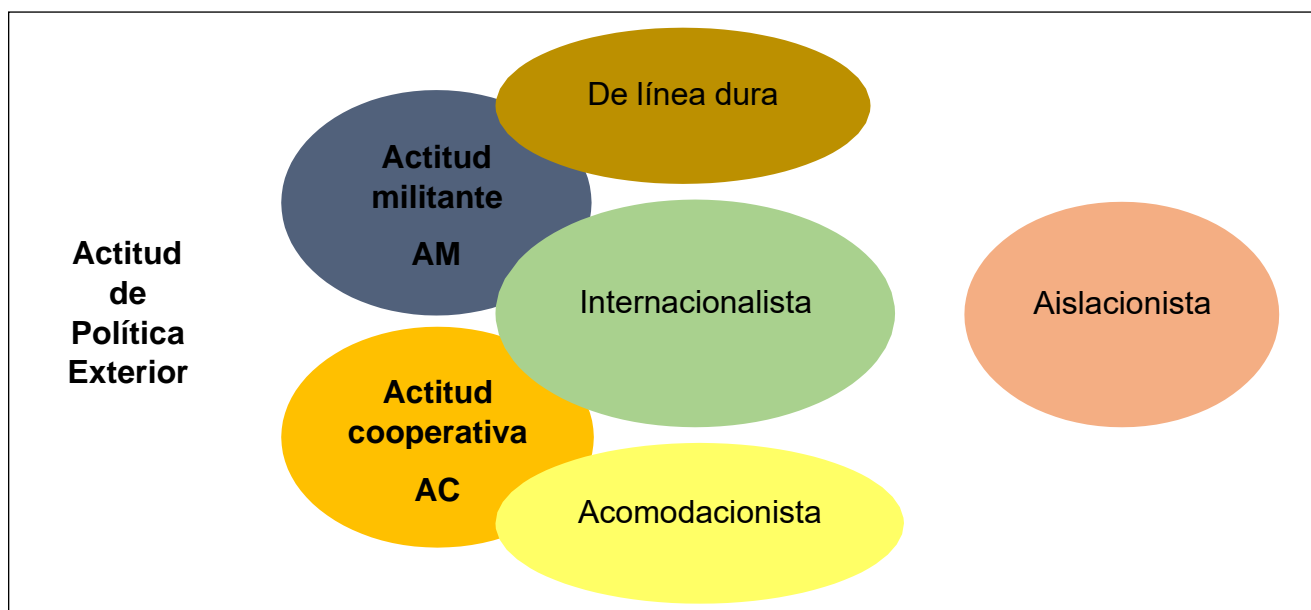 Actitud
de
Política
Exterior
Actitud
militante
AM
Actitud
cooperativa
AC
De línea dura
Internacionalista
Acomodacionista
Aislacionista